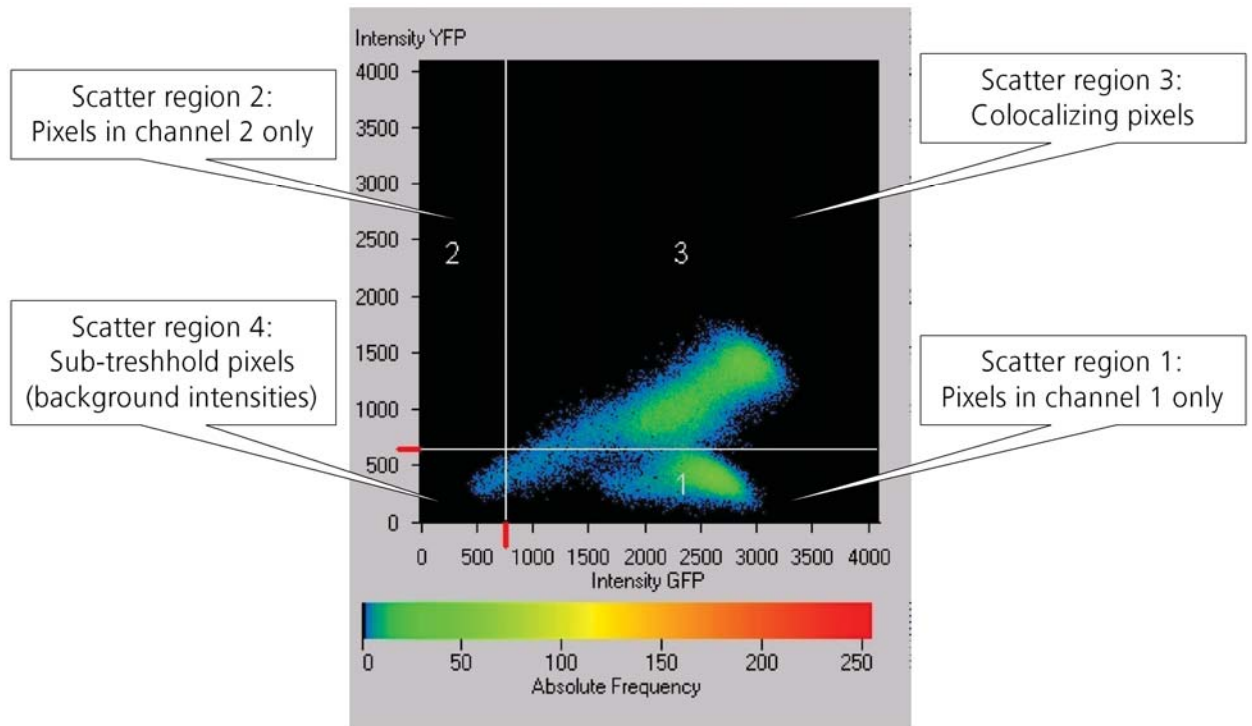 Intensity YFP
4000
3500
3000
2500
2000
1500
1000
500
0
2
3
1
0 500 1000 1500 2000 2500 3000 3500 4000
Intensity GFP
0 50 100 150 200 250
Absolute Frequency
Scatter region 2:
Pixels in channel 2 only
Scatter region 3:
Colocalizing pixels
Scatter region 4:
Sub-treshhold pixels
(background intensities)
Scatter region 1:
Pixels in channel 1 only